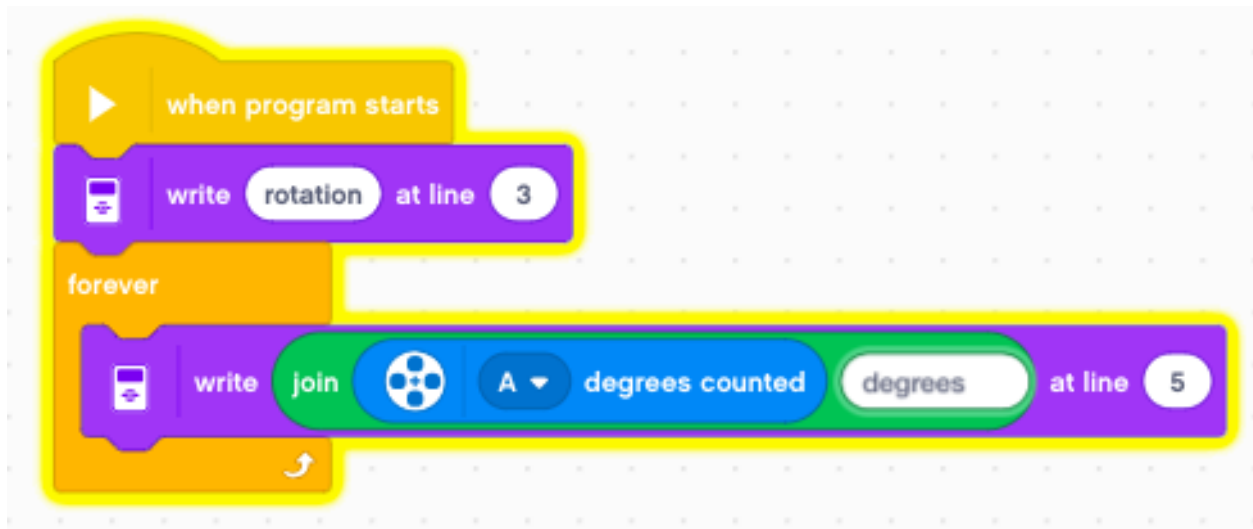 when program starts
write rotation at line 3
forever
write join A degrees counted degrees at line 5